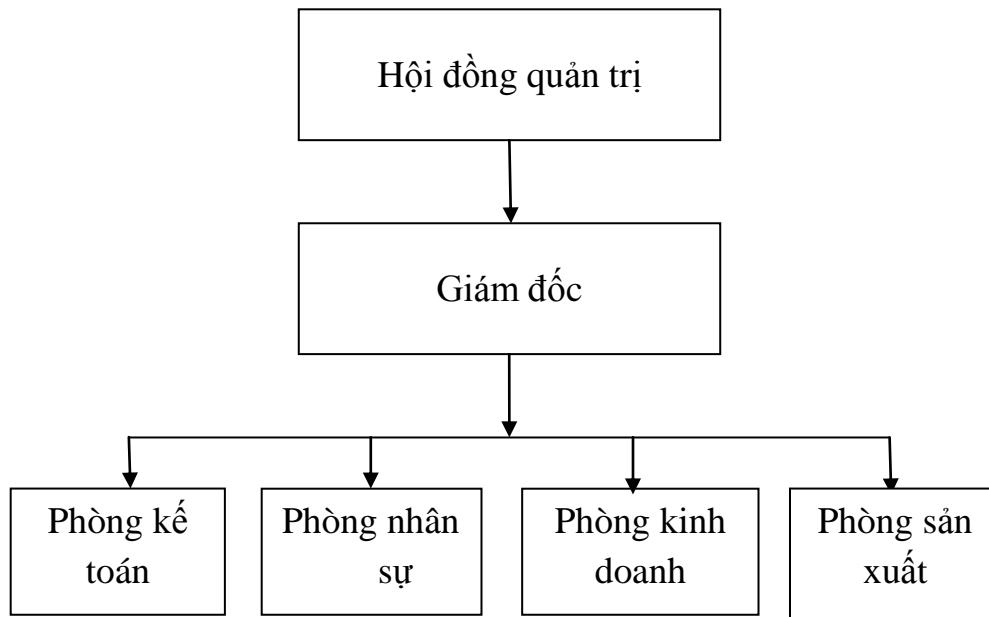 Hội đồng quản trị
Giám đốc
Phòng kế
toán
Phòng nhân
sự
Phòng kinh
doanh
Phòng sản
xuất